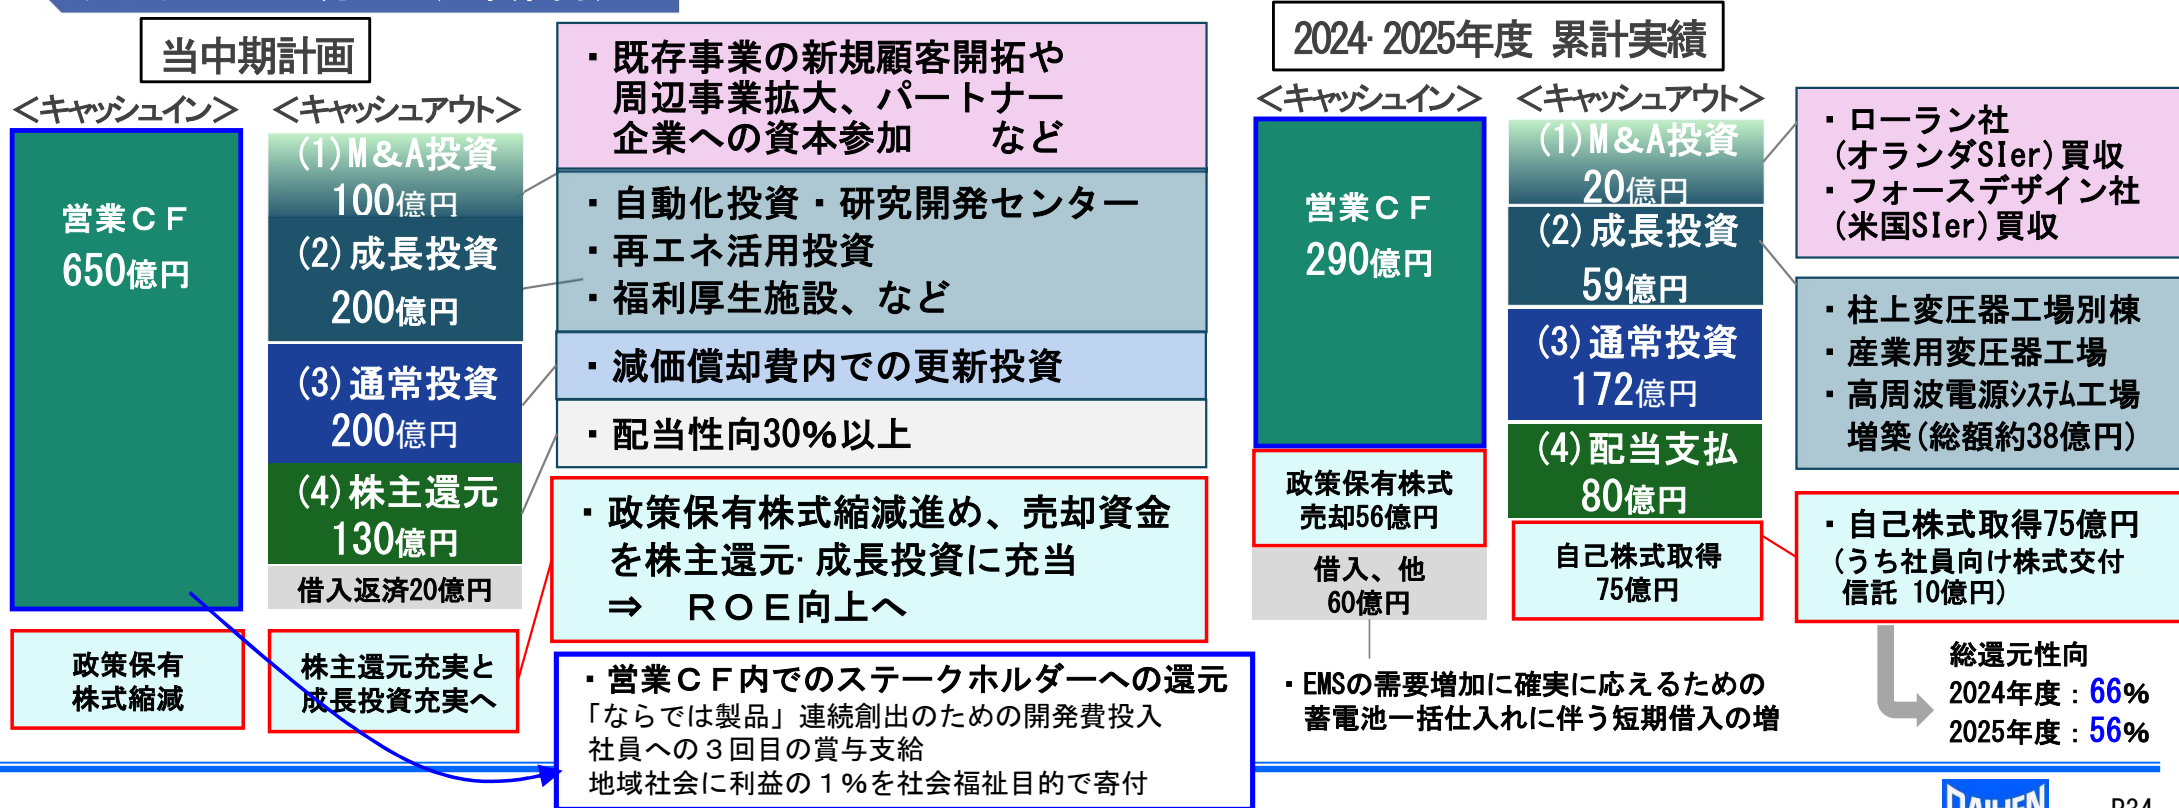 当中期計画
＜キャッシュイン＞
＜キャッシュアウト＞
営業ＣＦ
650億円
(1)Ｍ＆Ａ投資
100億円
(2)成長投資
200億円
(3)通常投資
200億円
(4)株主還元
130億円
借入返済20億円
政策保有
株式縮減
株主還元充実と
成長投資充実へ
・既存事業の新規顧客開拓や
周辺事業拡大、パートナー
企業への資本参加　　など
・自動化投資・研究開発センター
・再エネ活用投資
・福利厚生施設、など
・減価償却費内での更新投資
・配当性向30％以上
・政策保有株式縮減進め、売却資金
を株主還元・成長投資に充当
⇒　ＲＯＥ向上へ
・営業ＣＦ内でのステークホルダーへの還元
「ならでは製品」連続創出のための開発費投入
社員への３回目の賞与支給
地域社会に利益の１％を社会福祉目的で寄付
2024・2025年度 累計実績
＜キャッシュイン＞
＜キャッシュアウト＞
営業ＣＦ
290億円
政策保有株式
売却56億円
借入、他
60億円
(1)Ｍ＆Ａ投資
20億円
(2)成長投資
59億円
(3)通常投資
172億円
(4)配当支払
80億円
自己株式取得
75億円
・ローラン社
(オランダSIer)買収
・フォースデザイン社
(米国SIer)買収
・柱上変圧器工場別棟
・産業用変圧器工場
・高周波電源ｼｽﾃﾑ工場
増築(総額約38億円)
・自己株式取得75億円
(うち社員向け株式交付
信託 10億円)
・EMSの需要増加に確実に応えるための
蓄電池一括仕入れに伴う短期借入の増
総還元性向
2024年度：66％
2025年度：56％